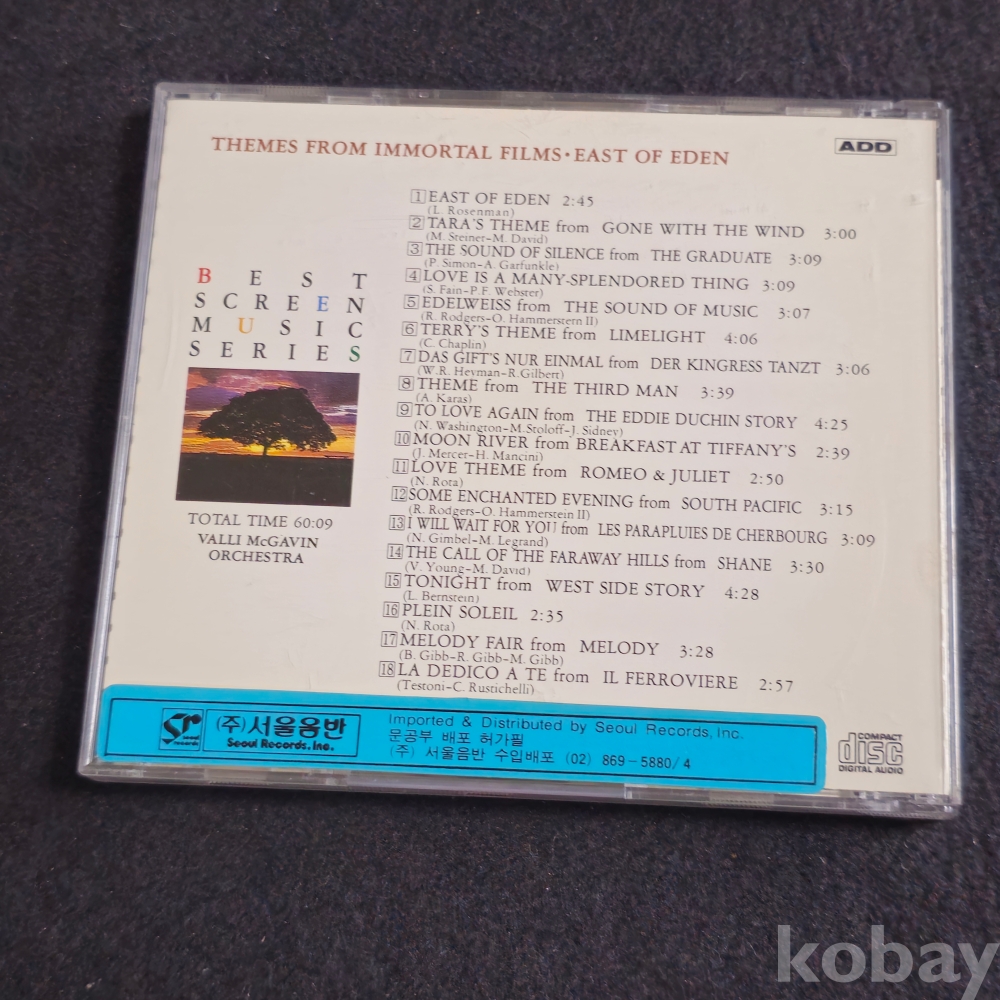 THEMES FROM IMMORTAL FILMS•EAST OF EDEN
ADD
BEST
SCREEN
MUSIC
SERIES
TOTAL TIME 60:09
VALLI McGAVIN
ORCHESTRA
1 EAST OF EDEN 2:45
(L. Rosenman)
2 TARA'S THEME from GONE WITH THE WIND 3:00
(M. Steiner-M. David)
3 THE SOUND OF SILENCE from THE GRADUATE 3:09
(P. Simon-A. Garfunkle)
4 LOVE IS A MANY-SPLENDORED THING 3:09
(S. Fain-P.F. Webster)
5 EDELWEISS from THE SOUND OF MUSIC 3:07
(R. Rodgers-O. Hammerstein II)
6 TERRY'S THEME from LIMELIGHT 4:06
(C. Chaplin)
7 DAS GIFT'S NUR EINMAL from DER KINGRESS TANZT 3:06
(W.R. Heyman-R. Gilbert)
8 THEME from THE THIRD MAN 3:39
(A. Karas)
9 TO LOVE AGAIN from THE EDDIE DUCHIN STORY 4:25
(N. Washington-M. Stoloff-J. Sidney)
10 MOON RIVER from BREAKFAST AT TIFFANY'S 2:39
(J. Mercer-H. Mancini)
11 LOVE THEME from ROMEO & JULIET 2:50
(N. Rota)
12 SOME ENCHANTED EVENING from SOUTH PACIFIC 3:15
(R. Rodgers-O. Hammerstein II)
13 I WILL WAIT FOR YOU from LES PARAPLUIES DE CHERBOURG 3:09
(N. Gimbel-M. Legrand)
14 THE CALL OF THE FARAWAY HILLS from SHANE 3:30
(V. Young-M. David)
15 TONIGHT from WEST SIDE STORY 4:28
(L. Bernstein)
16 PLEIN SOLEIL 2:35
(N. Rota)
17 MELODY FAIR from MELODY 3:28
(B. Gibb-R. Gibb-M. Gibb)
18 LA DEDICO A TE from IL FERROVIERE 2:57
(Testoni-C. Rustichelli)
sr
seoul
records
(주)서울음반
Seoul Records, Inc.
Imported & Distributed by Seoul Records, Inc.
문공부 배포 허가필
(주) 서울음반 수입배포 (02) 869-5880/4
COMPACT
disc
DIGITAL AUDIO
kobay